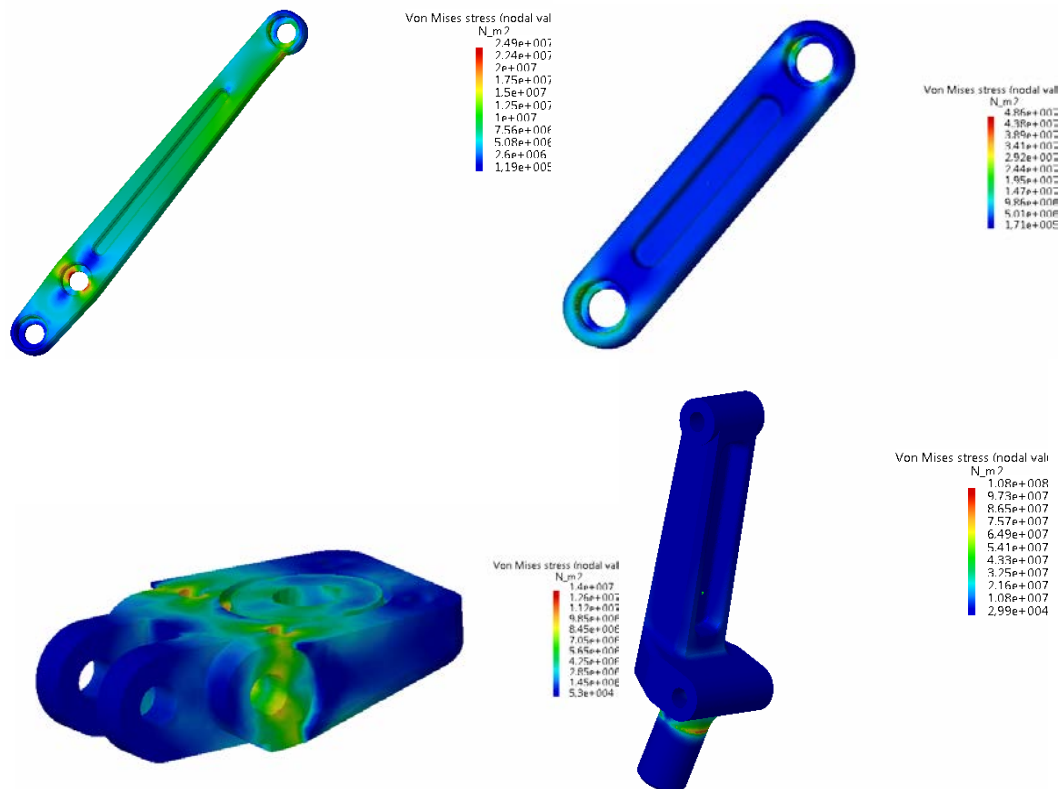 Von Mises stress (nodal val
N_m2
2.49e+007
2.24e+007
2e+007
1.75e+007
1.5e+007
1.25e+007
1e+007
7.56e+006
5.08e+006
2.6e+006
1.19e+005
Von Mises stress (nodal val
N_m2
4.86e+007
4.38e+007
3.89e+007
3.41e+007
2.92e+007
2.44e+007
1.95e+007
1.47e+007
9.86e+006
5.01e+006
1.71e+005
Von Mises stress (nodal val
N_m2
1.4e+007
1.26e+007
1.12e+007
9.85e+006
8.45e+006
7.05e+006
5.65e+006
4.25e+006
2.85e+006
1.45e+006
5.3e+004
Von Mises stress (nodal valu
N_m2
1.08e+008
9.73e+007
8.65e+007
7.57e+007
6.49e+007
5.41e+007
4.33e+007
3.25e+007
2.16e+007
1.08e+007
2.99e+004